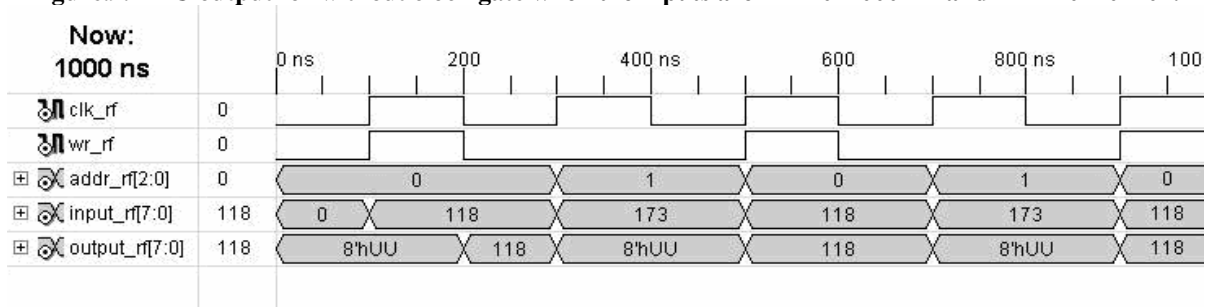 Now:
1000 ns
0 ns 200 400 ns 600 800 ns 100
clk_rf 0
wr_rf 0
addr_rf[2:0] 0 0 1 0 1 0
input_rf[7:0] 118 0 118 173 118 173 118
output_rf[7:0] 118 8'hUU 118 8'hUU 118 8'hUU 118